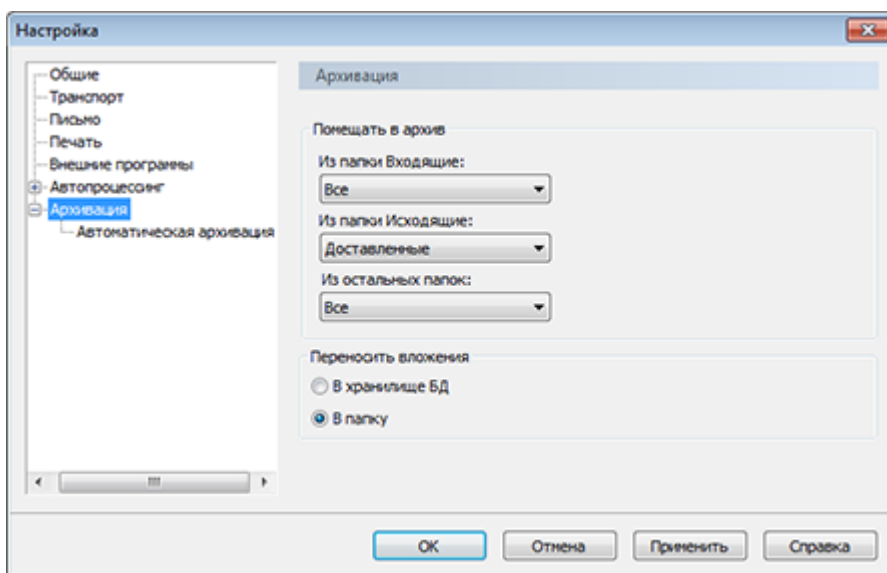 Настройка
Общие
Транспорт
Письмо
Печать
Внешние программы
Автопроцессинг
Архивация
Автоматическая архивация
Архивация
Помещать в архив
Из папки Входящие:
Все
Из папки Исходящие:
Доставленные
Из остальных папок:
Все
Переносить вложения
В хранилище БД
В папку
ОК
Отмена
Применить
Справка